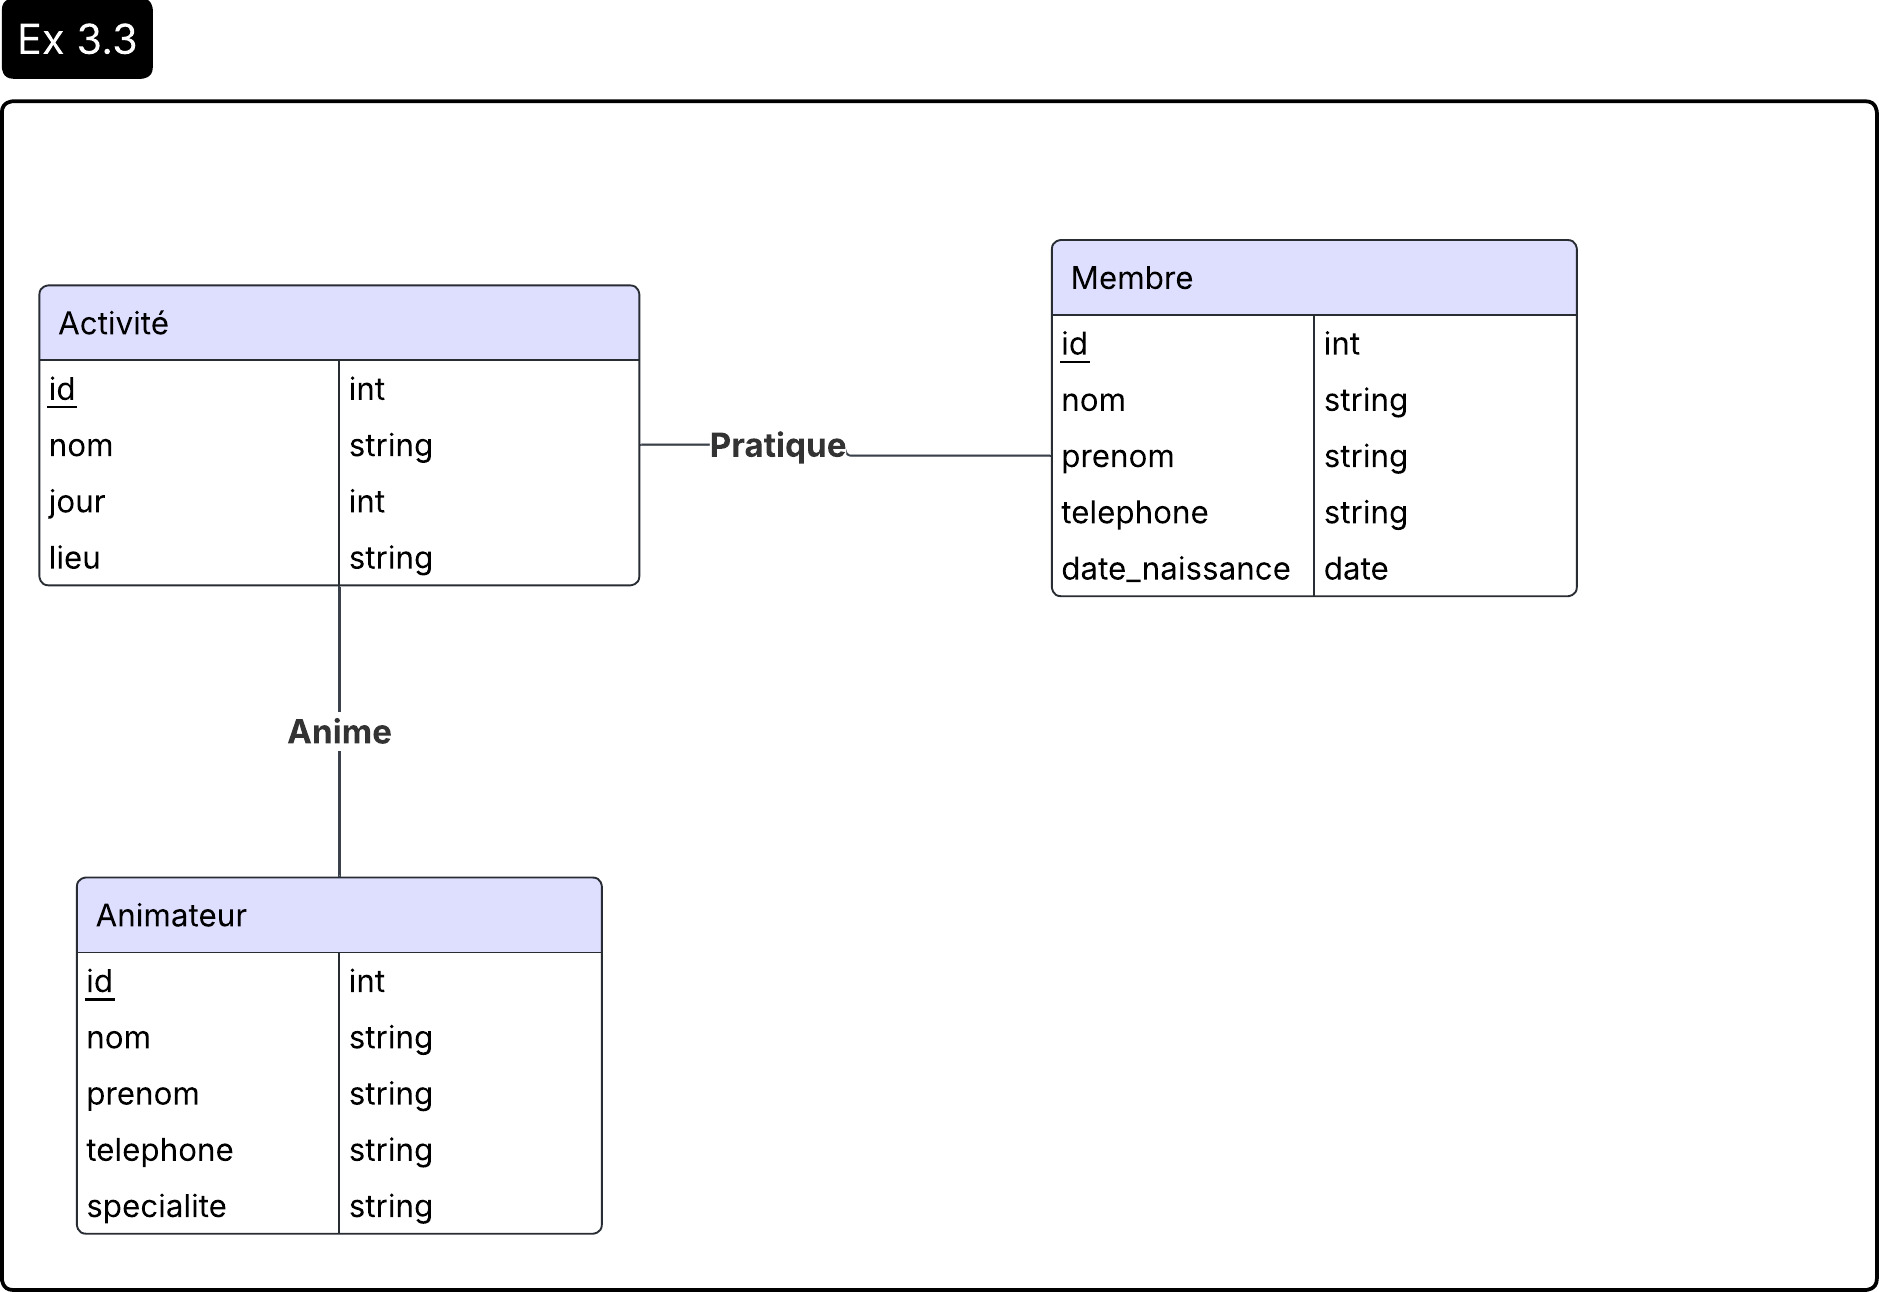 Ex 3.3
Activité
id int
nom string
jour int
lieu string
Pratique
Membre
id int
nom string
prenom string
telephone string
date_naissance date
Anime
Animateur
id int
nom string
prenom string
telephone string
specialite string